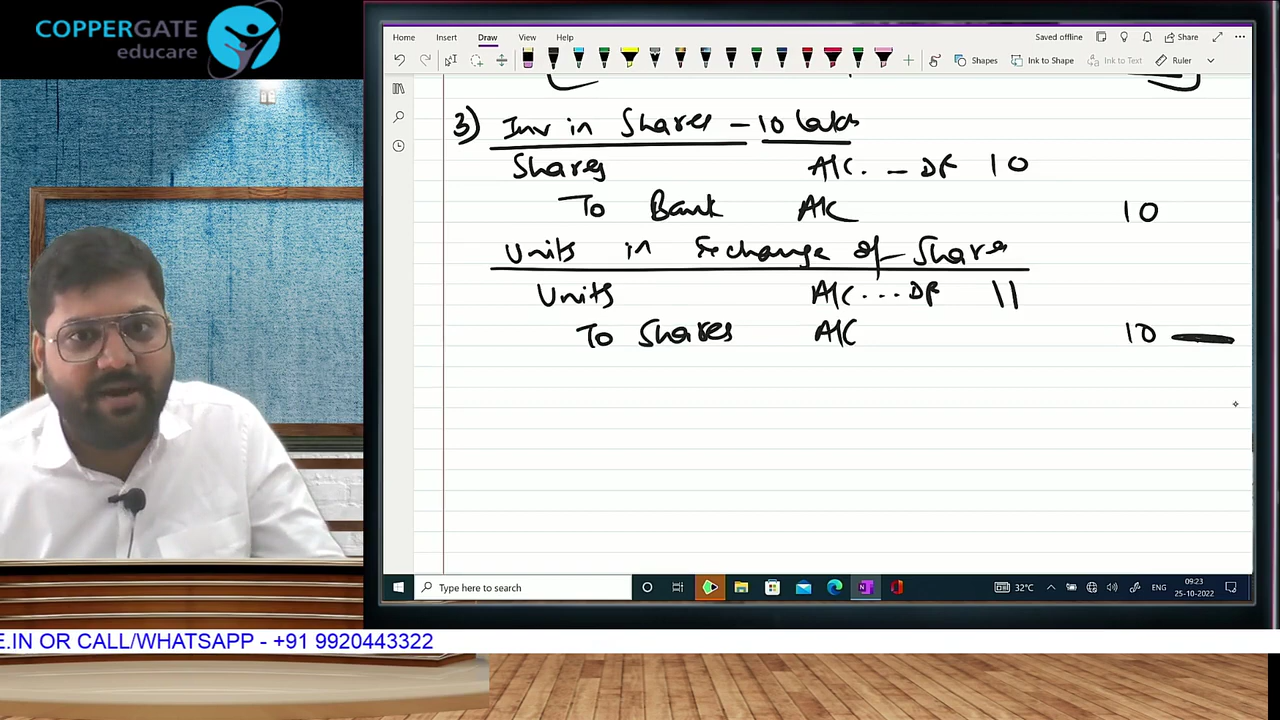 COPPERGATE
educare
Home Insert Draw View Help
Saved offline
Share
Shapes
Ink to Shape
Ink to Text
Ruler
3) Inv in Shares – 10 lakhs
Shares A/C. – DR 10
To Bank A/C 10
Units in Exchange of Shares
Units A/C ... DR 11
To Shares A/C 10
Type here to search
32°C
ENG
09:23
25-10-2022
E.IN OR CALL/WHATSAPP - +91 9920443322